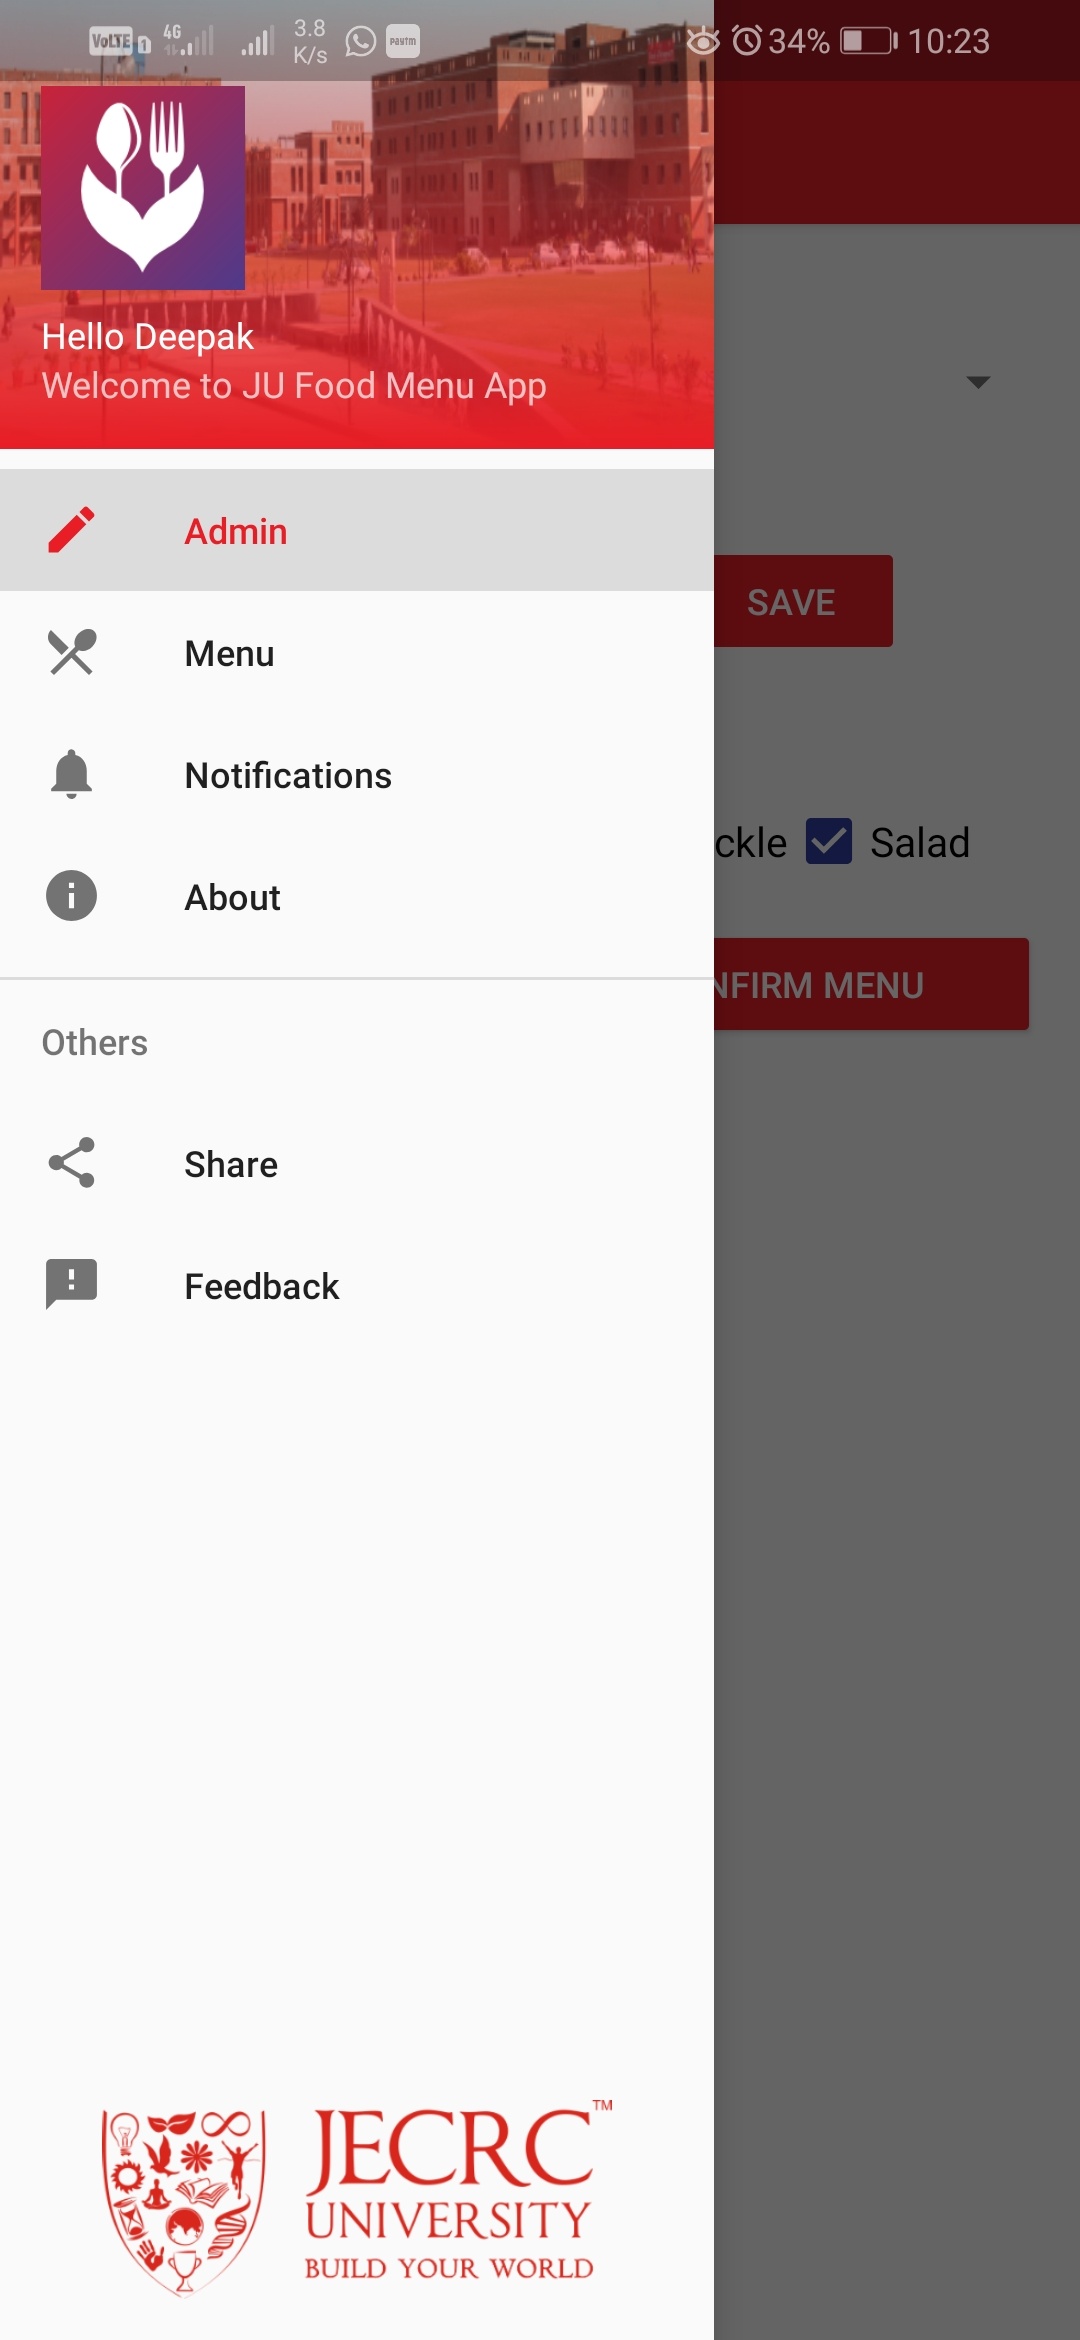 VoLTE 1 4G 3.8 K/s paytm 34% 10:23
Hello Deepak
Welcome to JU Food Menu App
Admin
SAVE
Menu
Notifications
ckle Salad
About
NFIRM MENU
Others
Share
Feedback
JECRC™
UNIVERSITY
BUILD YOUR WORLD